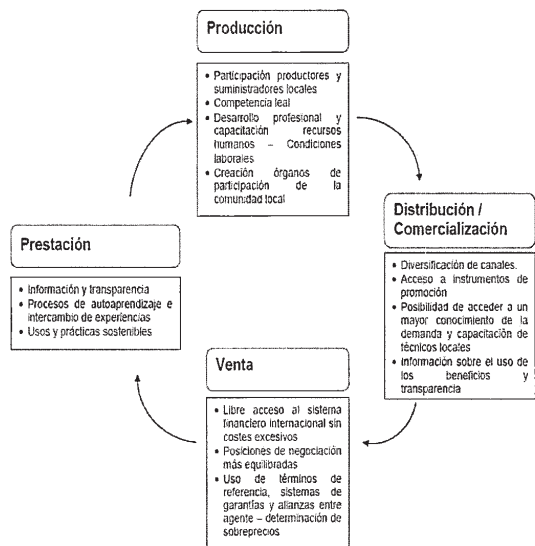 Producción
• Participación productores y
suministradores locales
• Competencia leal
• Desarrollo profesional y
capacitación recursos
humanos – Condiciones
laborales
• Creación órganos de
participación de la
comunidad local
Distribución /
Comercialización
• Diversificación de canales.
• Acceso a instrumentos de
promoción
• Posibilidad de acceder a un
mayor conocimiento de la
demanda y capacitación de
técnicos locales
• Información sobre el uso de
los beneficios y
transparencia
Venta
• Libre acceso al sistema
financiero internacional sin
costes excesivos
• Posiciones de negociación
más equilibradas
• Uso de términos de
referencia, sistemas de
garantías y alianzas entre
agente – determinación de
sobreprecios
Prestación
• Información y transparencia
• Procesos de autoaprendizaje e
intercambio de experiencias
• Usos y prácticas sostenibles